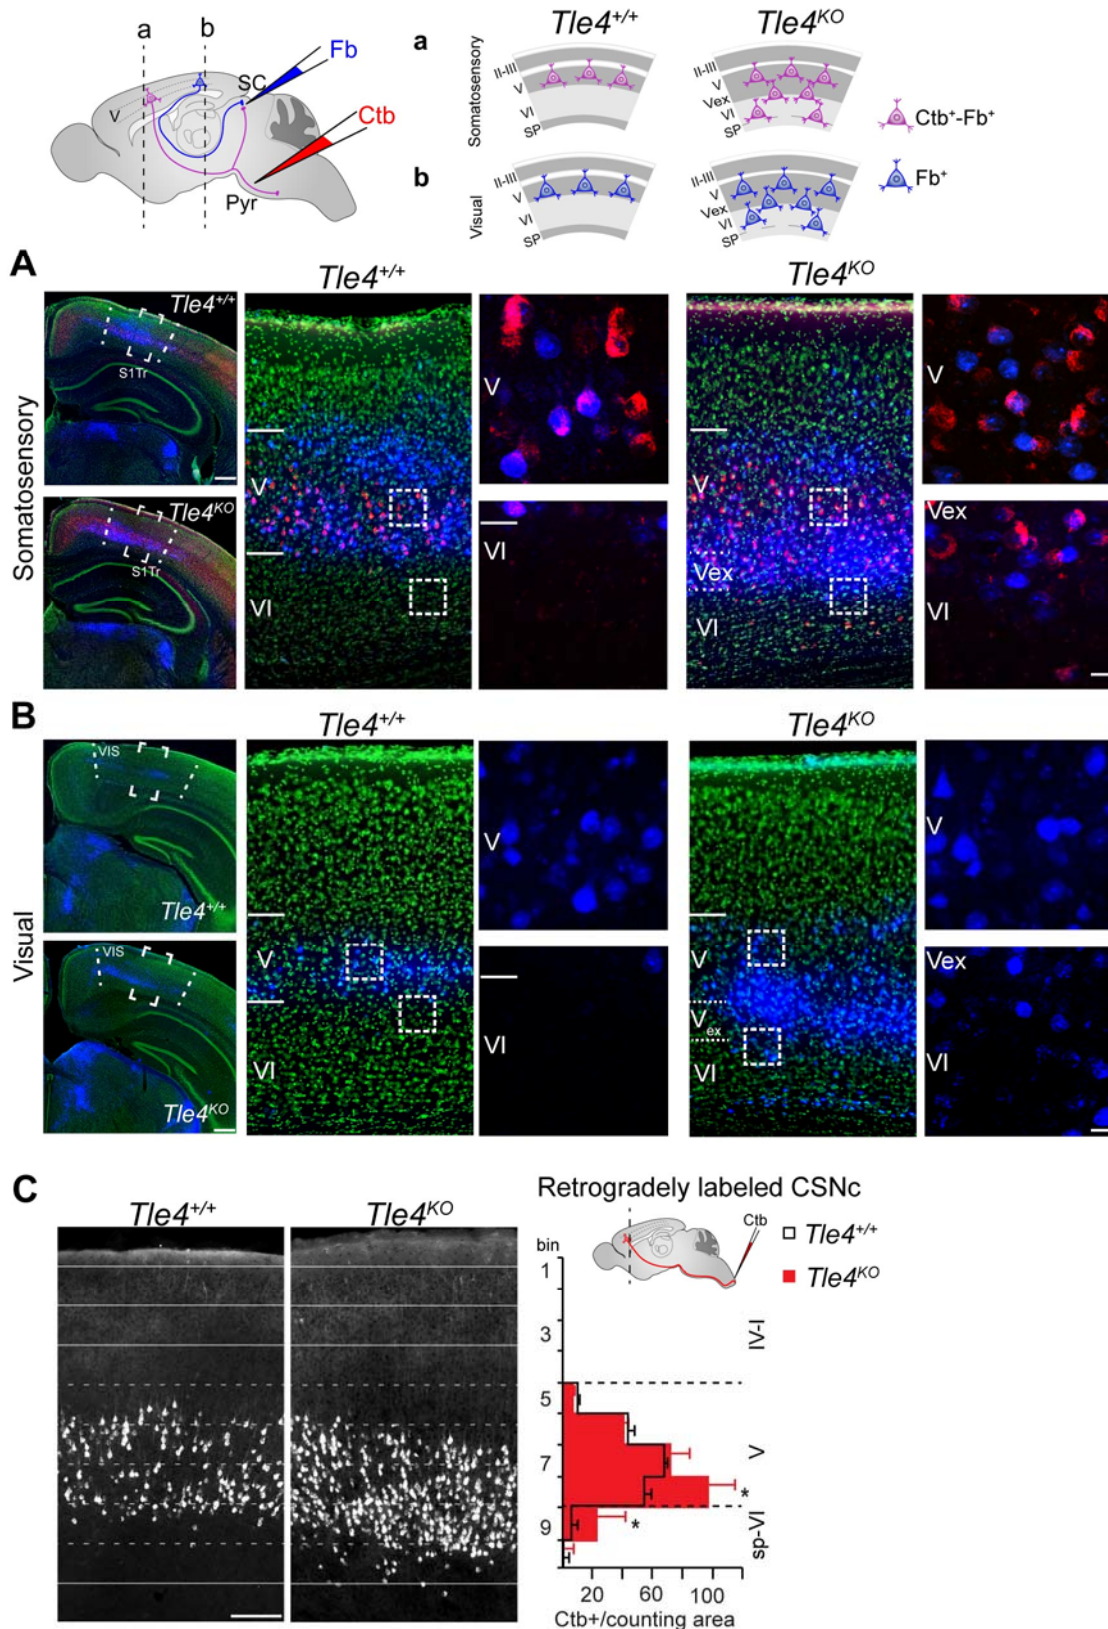 a b
Fb
SC
Ctb
V
Pyr
Tle4+/+ Tle4KO
a
Somatosensory
II-III
V
VI
SP
II-III
V
Vex
VI
SP
Ctb+-Fb+
b
Visual
II-III
V
VI
SP
II-III
V
Vex
VI
SP
Fb+
A
Tle4+/+ Tle4KO
Somatosensory
Tle4+/+
S1Tr
Tle4KO
S1Tr
V
VI
V
VI
V
Vex
VI
V
Vex
VI
B
Tle4+/+ Tle4KO
Visual
VIS
Tle4+/+
VIS
Tle4KO
V
VI
V
VI
V
Vex
VI
V
Vex
VI
C
Tle4+/+ Tle4KO
Retrogradely labeled CSNc
Ctb
Tle4+/+
Tle4KO
bin
1
3
5
7
9
IV-I
V
sp-VI
*
*
20 60 100
Ctb+/counting area